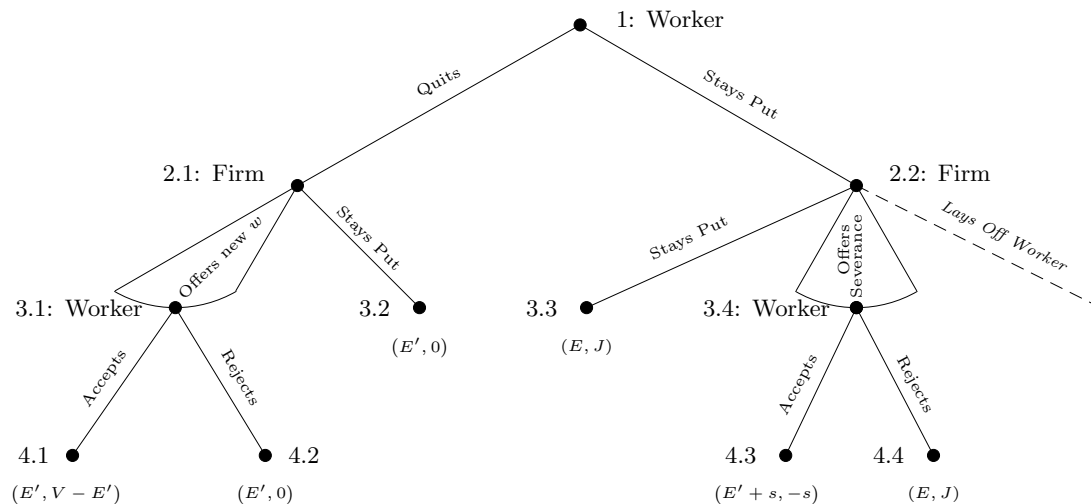 1: Worker
Quits
Stays Put
2.1: Firm
2.2: Firm
Offers new w
Stays Put
Stays Put
Offers
Severance
Lays Off Worker
3.1: Worker
3.2
3.3
3.4: Worker
(E′, 0)
(E, J)
Accepts
Rejects
Accepts
Rejects
4.1
4.2
4.3
4.4
(E′, V − E′)
(E′, 0)
(E′ + s, −s)
(E, J)